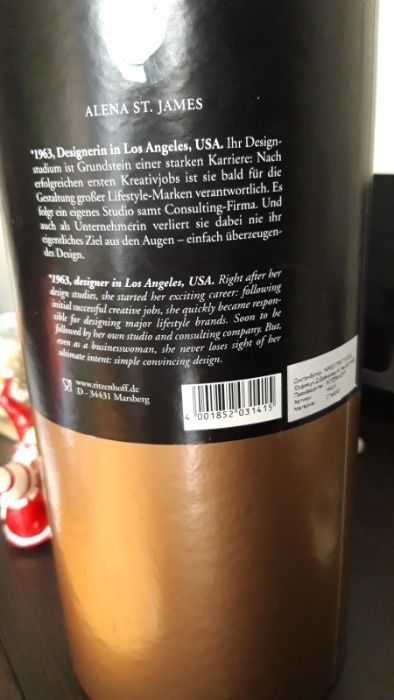 ALENA ST. JAMES
*1963, Designerin in Los Angeles, USA. Ihr Design-
studium ist Grundstein einer starken Karriere: Nach
erfolgreichen ersten Kreativjobs ist sie bald für die
Gestaltung großer Lifestyle-Marken verantwortlich. Es
folgt ein eigenes Studio samt Consulting-Firma. Und
auch als Unternehmerin verliert sie dabei nie ihr
eigentliches Ziel aus den Augen – einfach überzeugen-
des Design.
*1963, designer in Los Angeles, USA. Right after her
design studies, she started her exciting career: following
initial successful creative jobs, she quickly became respon-
sible for designing major lifestyle brands. Soon to be
followed by her own studio and consulting company. But,
even as a businesswoman, she never loses sight of her
ultimate intent: simple convincing design.
www.ritzenhoff.de
D - 34431 Marsberg
4 001852 031415